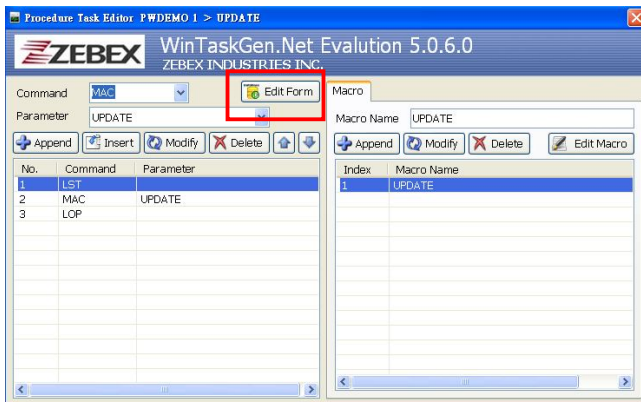 Procedure Task Editor PWDEMO 1 > UPDATE
ZEBEX WinTaskGen.Net Evalution 5.0.6.0
ZEBEX INDUSTRIES INC.
Command MAC Edit Form
Parameter UPDATE
Append Insert Modify Delete
No. Command Parameter
1 LST
2 MAC UPDATE
3 LOP
Macro
Macro Name UPDATE
Append Modify Delete Edit Macro
Index Macro Name
1 UPDATE